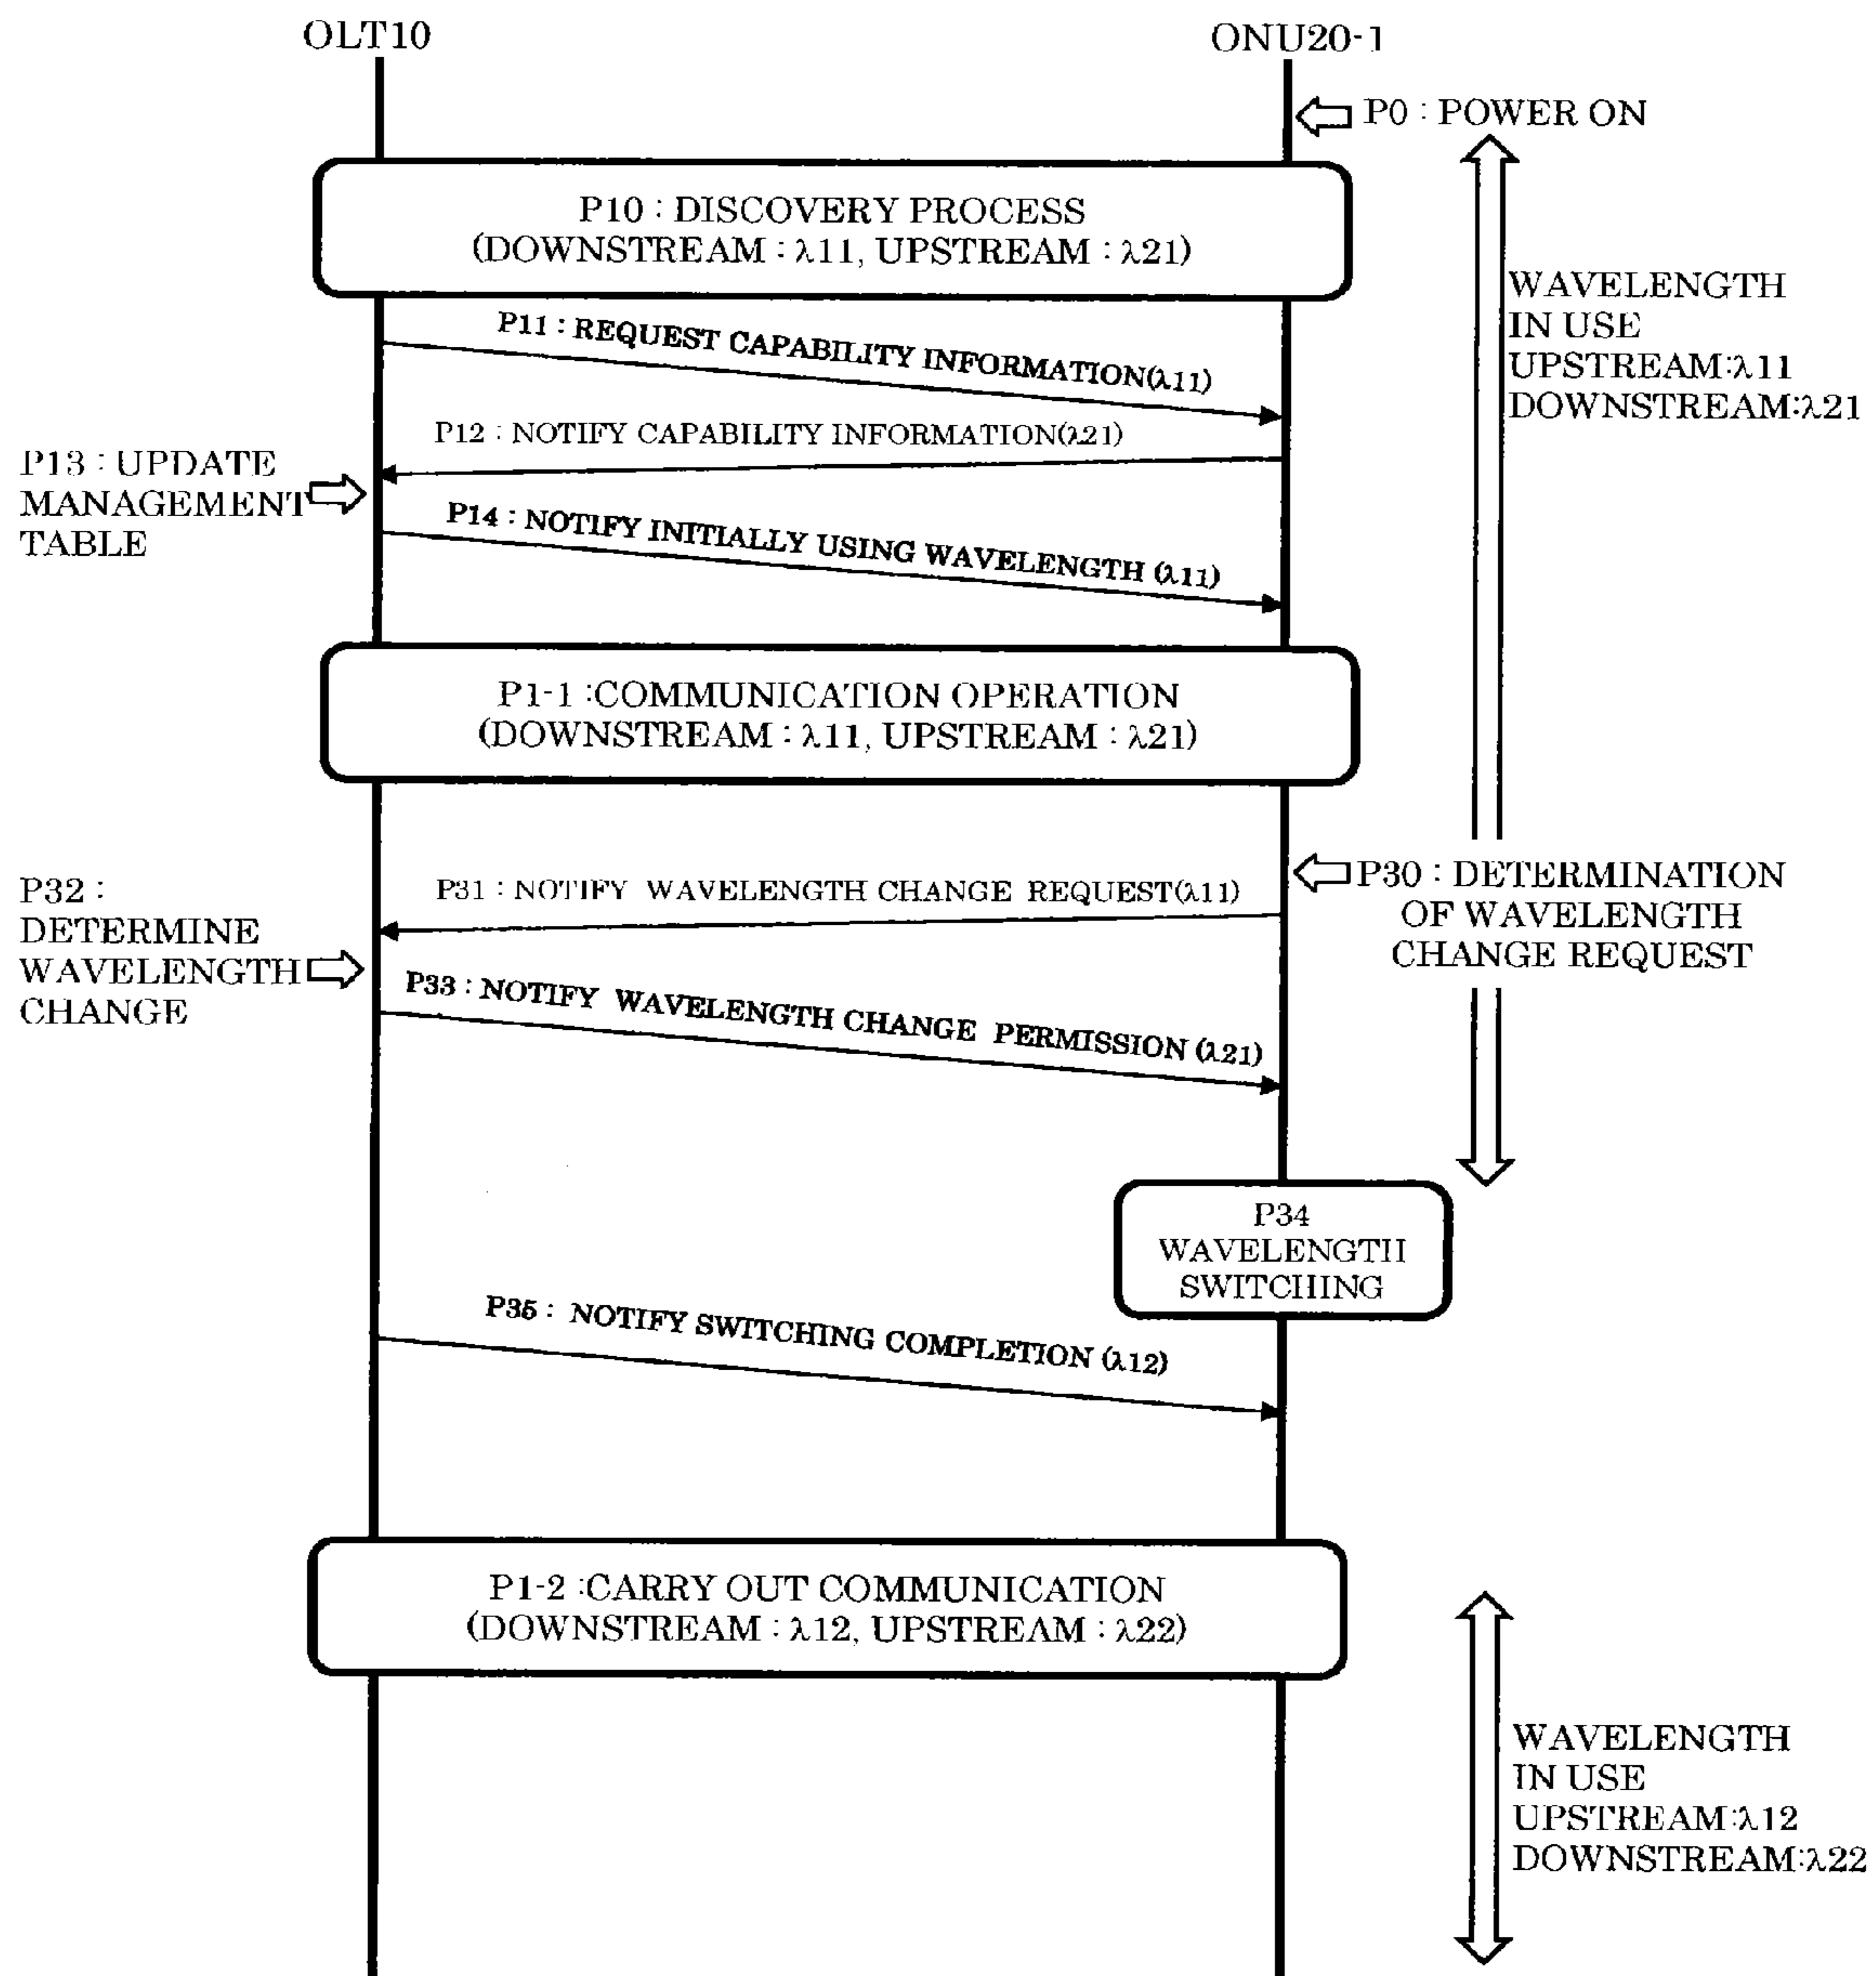 OLT10
ONU20-1
P0 : POWER ON
P10 : DISCOVERY PROCESS
(DOWNSTREAM : λ11, UPSTREAM : λ21)
WAVELENGTH
IN USE
UPSTREAM:λ11
DOWNSTREAM:λ21
P11 : REQUEST CAPABILITY INFORMATION(λ11)
P12 : NOTIFY CAPABILITY INFORMATION(λ21)
P13 : UPDATE
MANAGEMENT
TABLE
P14 : NOTIFY INITIALLY USING WAVELENGTH (λ11)
P1-1 :COMMUNICATION OPERATION
(DOWNSTREAM : λ11, UPSTREAM : λ21)
P30 : DETERMINATION
OF WAVELENGTH
CHANGE REQUEST
P31 : NOTIFY WAVELENGTH CHANGE REQUEST(λ11)
P32 :
DETERMINE
WAVELENGTH
CHANGE
P33 : NOTIFY WAVELENGTH CHANGE PERMISSION (λ21)
P34
WAVELENGTH
SWITCHING
P35 : NOTIFY SWITCHING COMPLETION (λ12)
P1-2 :CARRY OUT COMMUNICATION
(DOWNSTREAM : λ12, UPSTREAM : λ22)
WAVELENGTH
IN USE
UPSTREAM:λ12
DOWNSTREAM:λ22